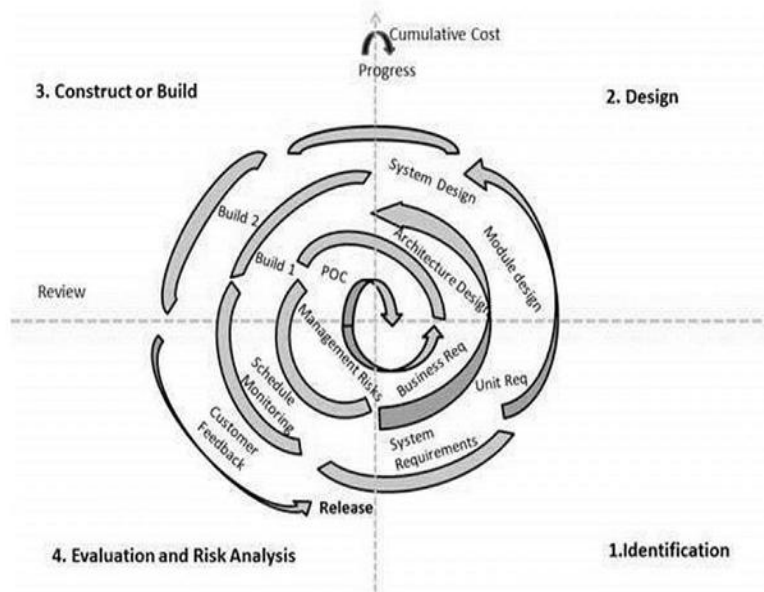 Cumulative Cost
Progress
3. Construct or Build
2. Design
System Design
Build 2
Module design
Architecture Design
Build 1
POC
Review
Management Risks
Business Req
Unit Req
Schedule
Monitoring
System
Requirements
Customer
Feedback
Release
4. Evaluation and Risk Analysis
1.Identification